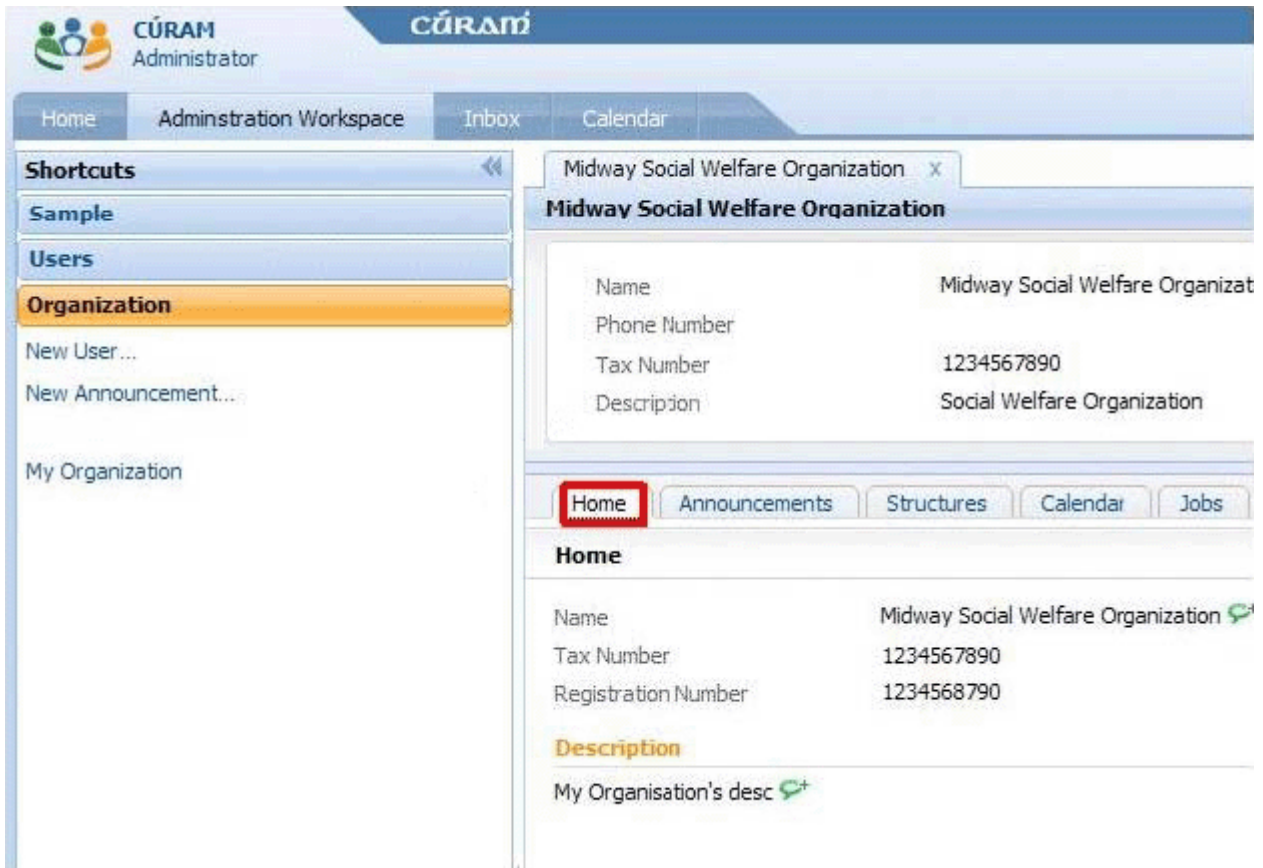 CÚRAM
Administrator
CÚRAM
Home Adminstration Workspace Inbox Calendar
Shortcuts
Sample
Users
Organization
New User...
New Announcement...
My Organization
Midway Social Welfare Organization x
Midway Social Welfare Organization
Name Midway Social Welfare Organizat
Phone Number
Tax Number 1234567890
Description Social Welfare Organization
Home Announcements Structures Calendar Jobs
Home
Name Midway Social Welfare Organization
Tax Number 1234567890
Registration Number 1234568790
Description
My Organisation's desc